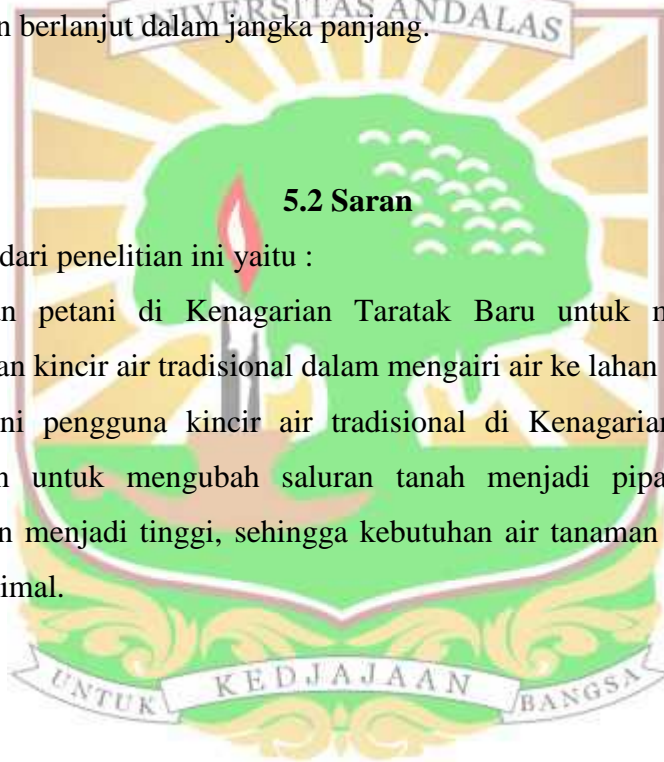 n berlanjut dalam jangka panjang.
UNIVERSITAS ANDALAS
5.2 Saran
dari penelitian ini yaitu :
n petani di Kenagarian Taratak Baru untuk m
an kincir air tradisional dalam mengairi air ke lahan
ni pengguna kincir air tradisional di Kenagarian
n untuk mengubah saluran tanah menjadi pipa
n menjadi tinggi, sehingga kebutuhan air tanaman
imal.
UNTUK KEDJAJAAN BANGSA